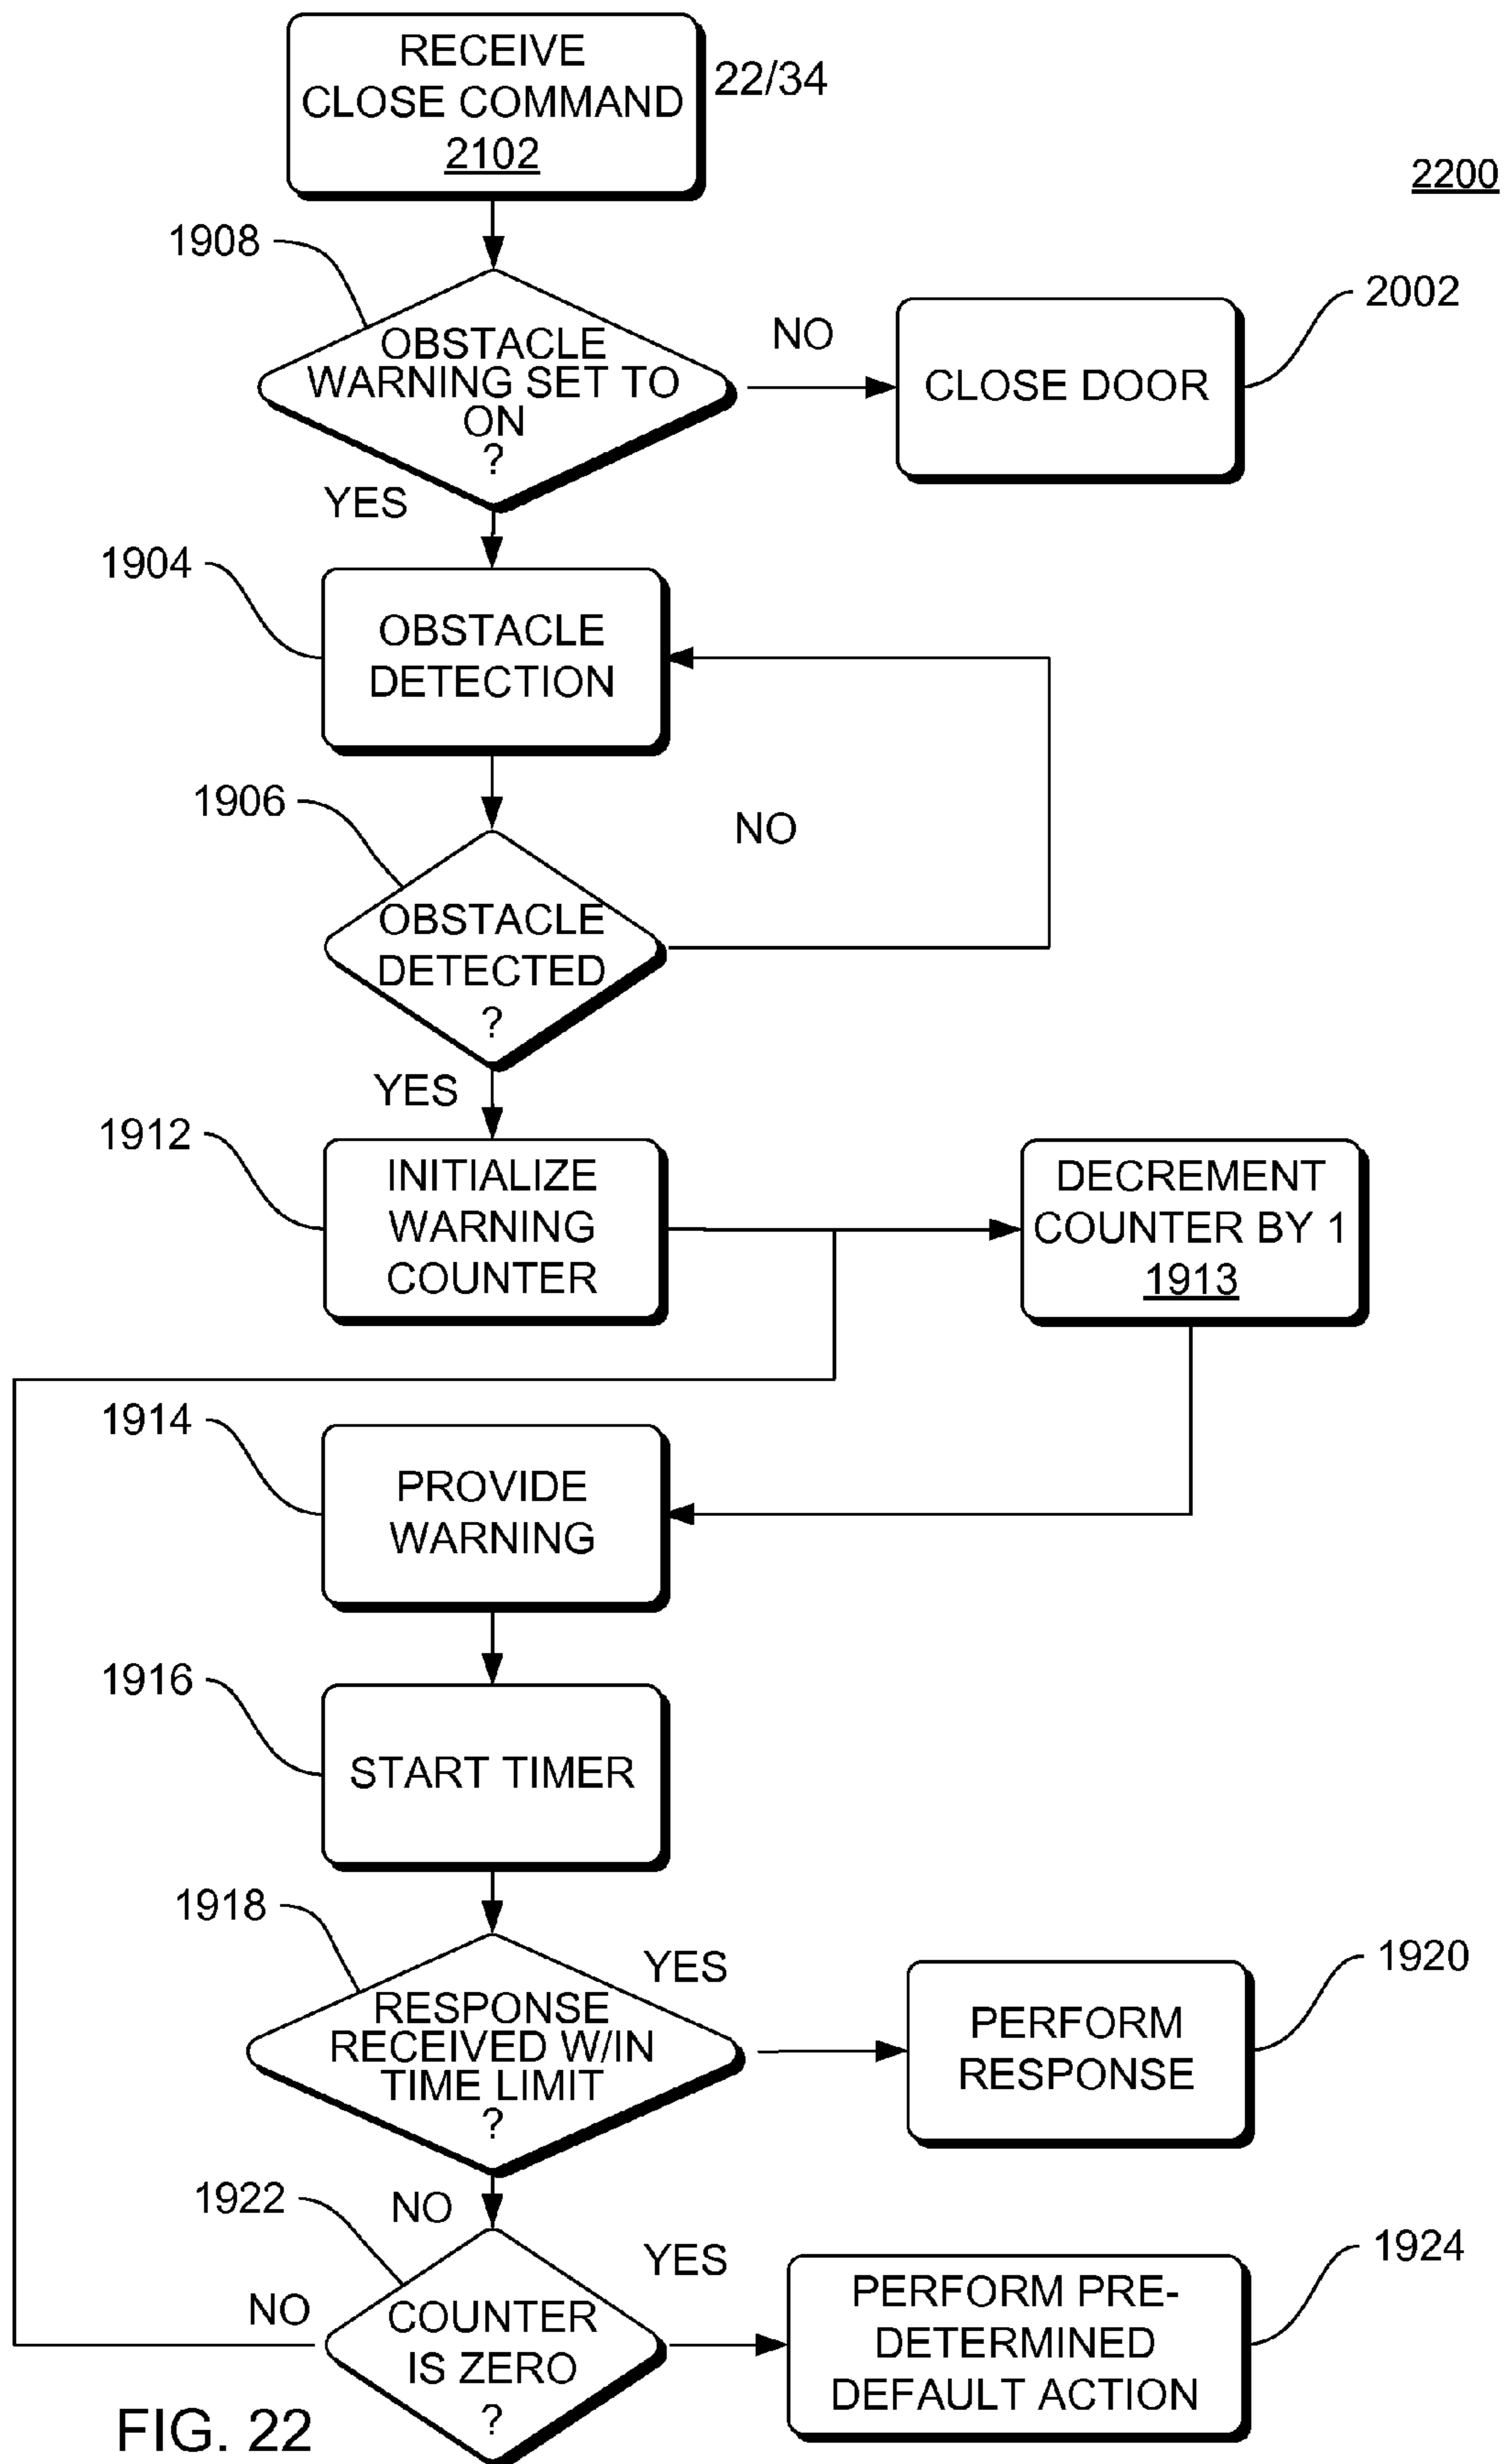 RECEIVE
CLOSE COMMAND
2102
22/34
2200
1908
OBSTACLE
WARNING SET TO
ON
?
NO
CLOSE DOOR
2002
YES
1904
OBSTACLE
DETECTION
1906
NO
OBSTACLE
DETECTED
?
YES
1912
INITIALIZE
WARNING
COUNTER
DECREMENT
COUNTER BY 1
1913
1914
PROVIDE
WARNING
1916
START TIMER
1918
YES
RESPONSE
RECEIVED W/IN
TIME LIMIT
?
PERFORM
RESPONSE
1920
1922
NO
YES
NO
COUNTER
IS ZERO
?
PERFORM PRE-
DETERMINED
DEFAULT ACTION
1924
FIG. 22